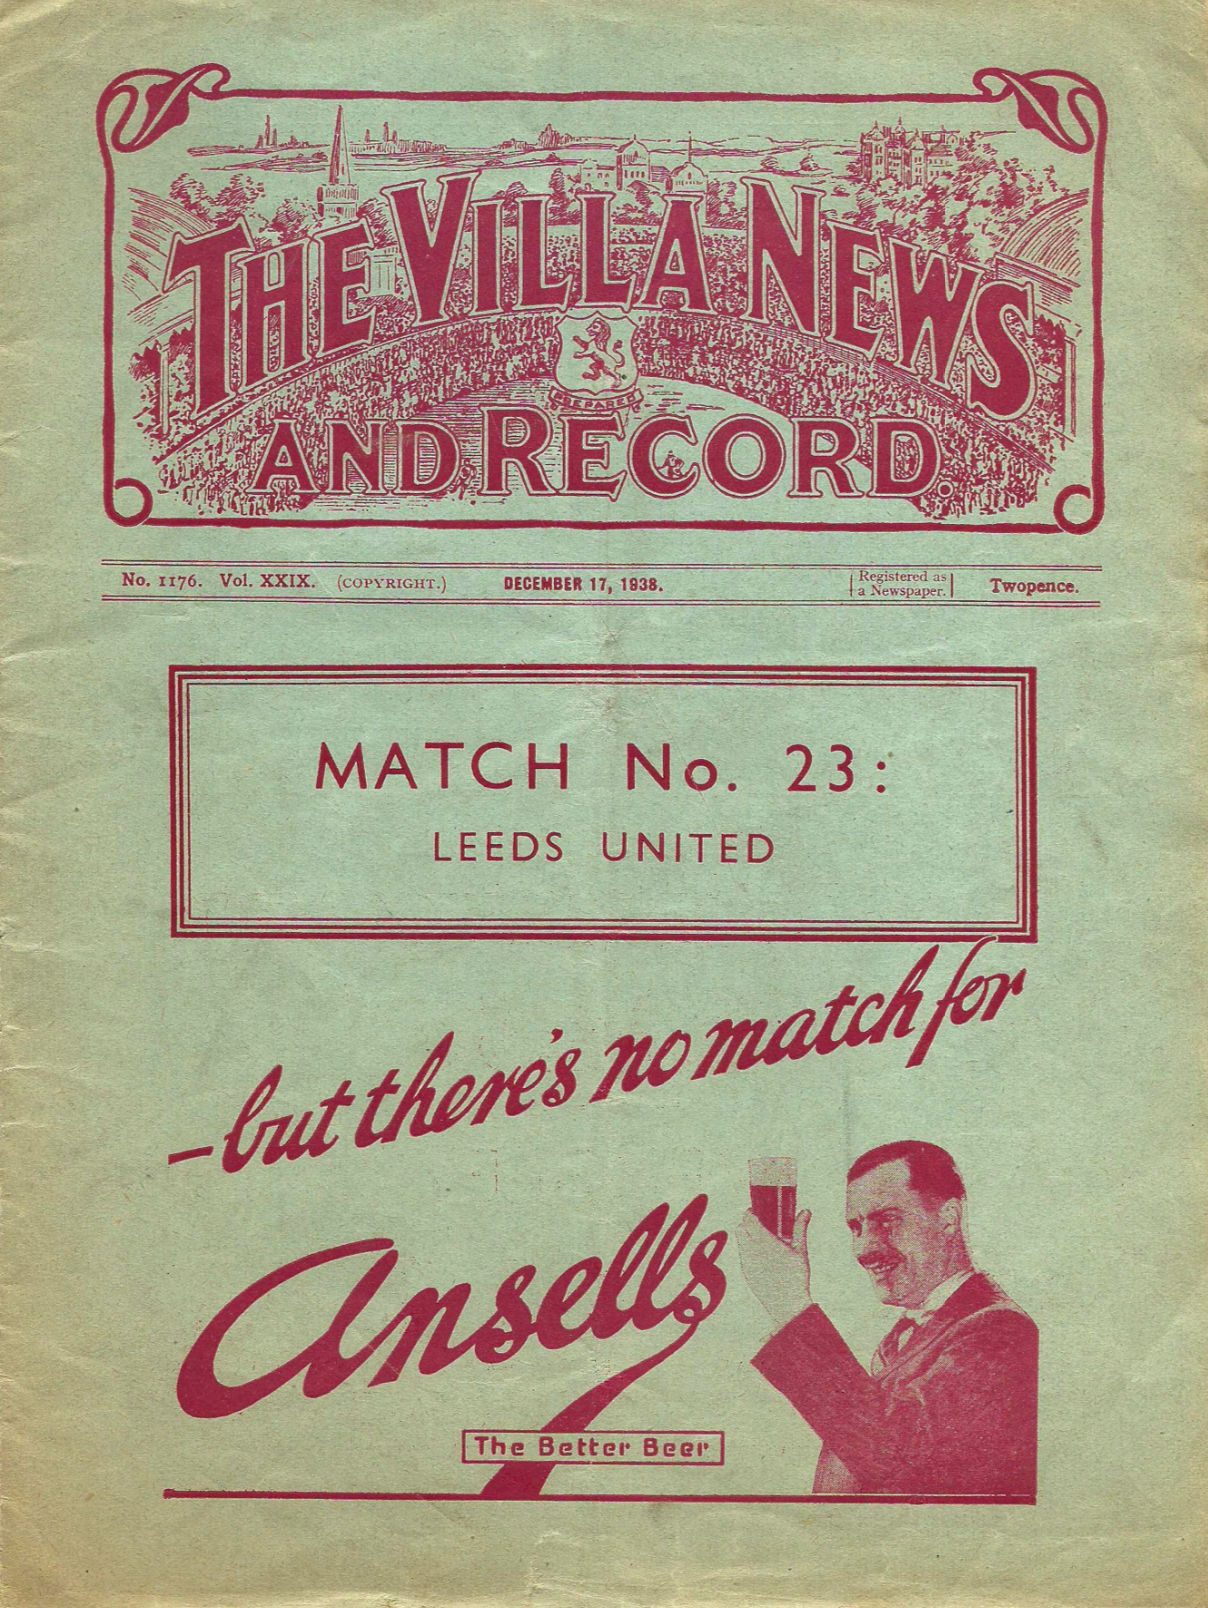 THE VILLA NEWS
PREPARED
AND RECORD.
No. 1176. Vol. XXIX. (COPYRIGHT.) DECEMBER 17, 1938. Registered as a Newspaper. Twopence.
MATCH No. 23:
LEEDS UNITED
—but there's no match for
Ansells
The Better Beer